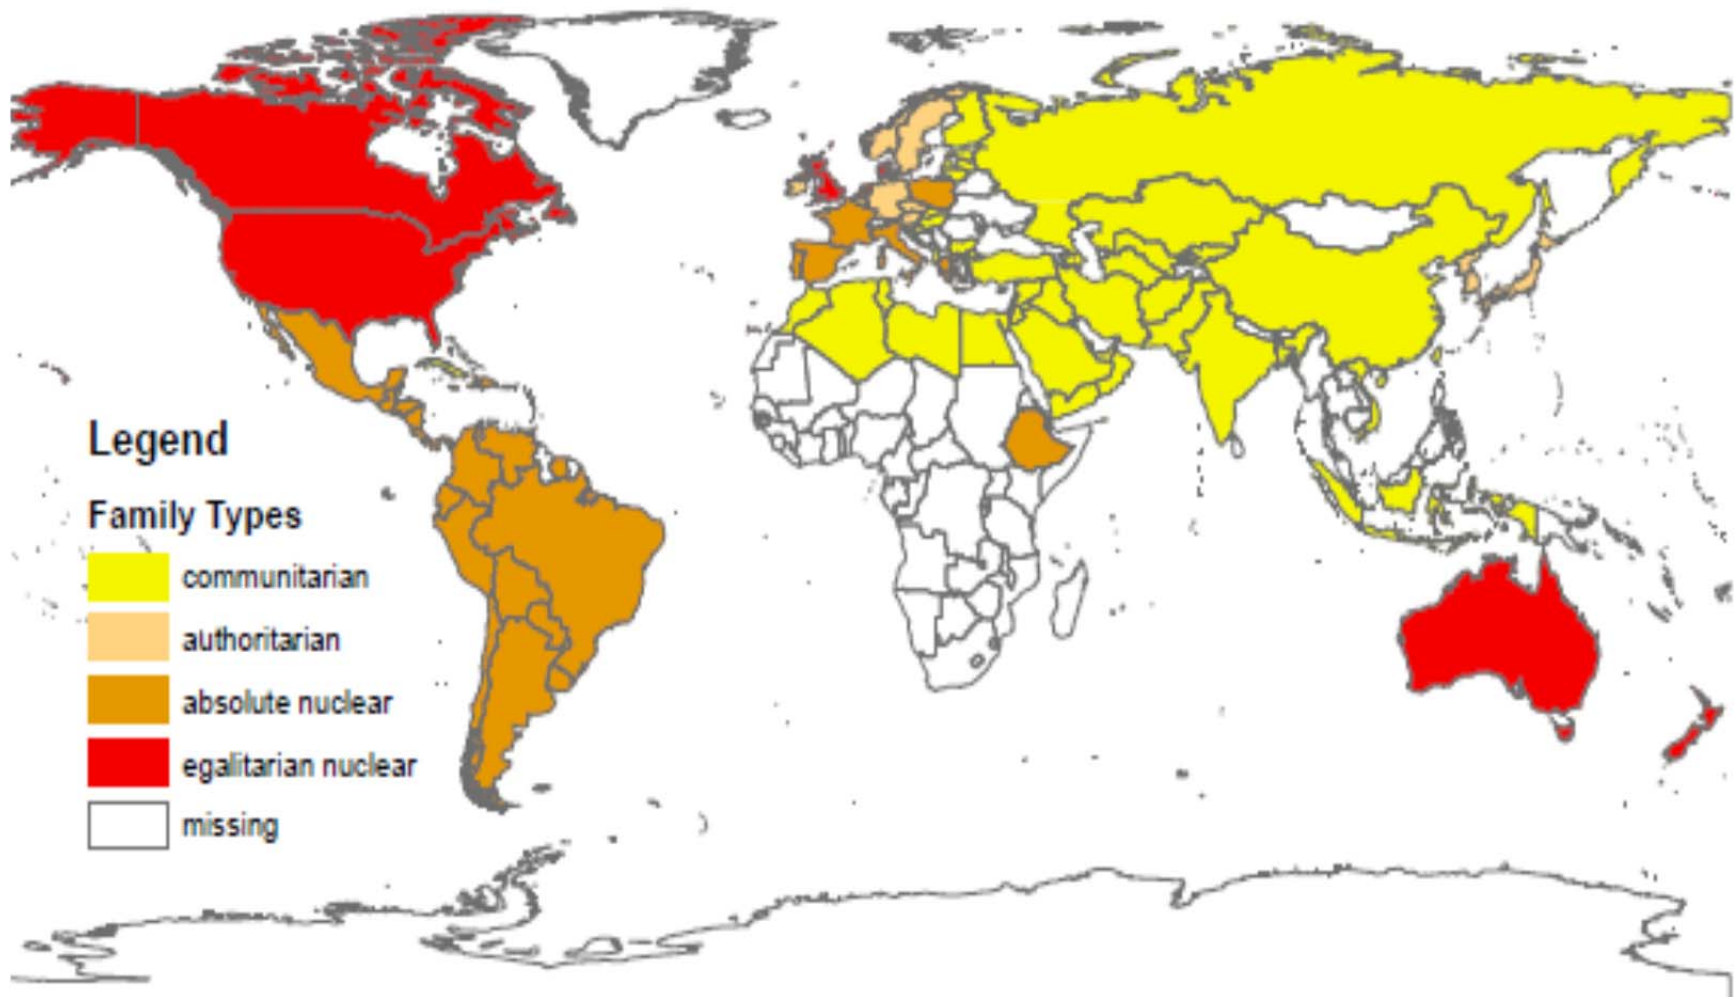 Legend
Family Types
communitarian
authoritarian
absolute nuclear
egalitarian nuclear
missing